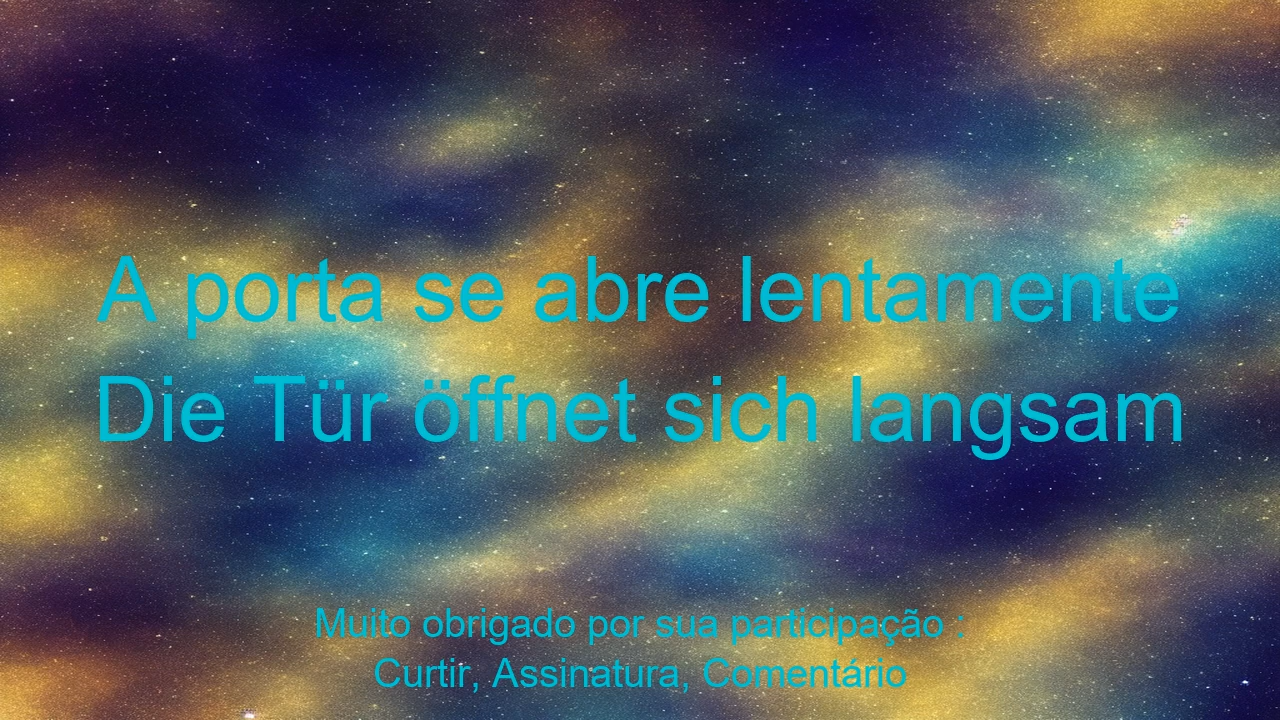 A porta se abre lentamente
Die Tür öffnet sich langsam
Muito obrigado por sua participação :
Curtir, Assinatura, Comentário